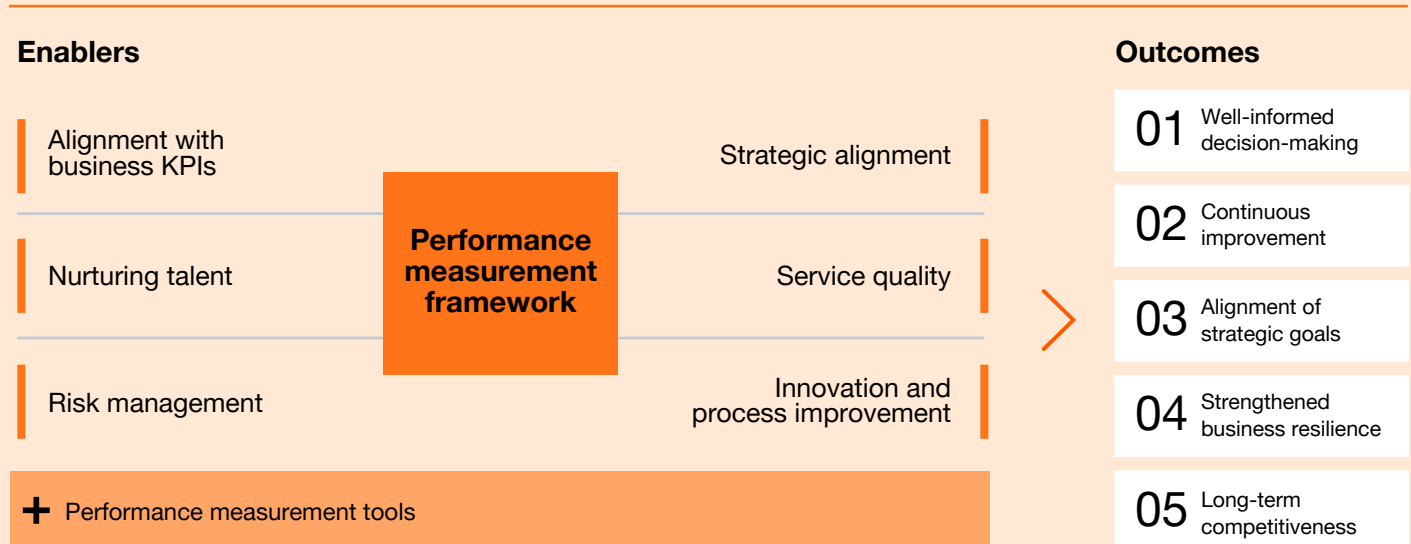 Enablers
Alignment with
business KPIs
Nurturing talent
Risk management
Performance
measurement
framework
Strategic alignment
Service quality
Innovation and
process improvement
+ Performance measurement tools
Outcomes
01 Well-informed
decision-making
02 Continuous
improvement
03 Alignment of
strategic goals
04 Strengthened
business resilience
05 Long-term
competitiveness